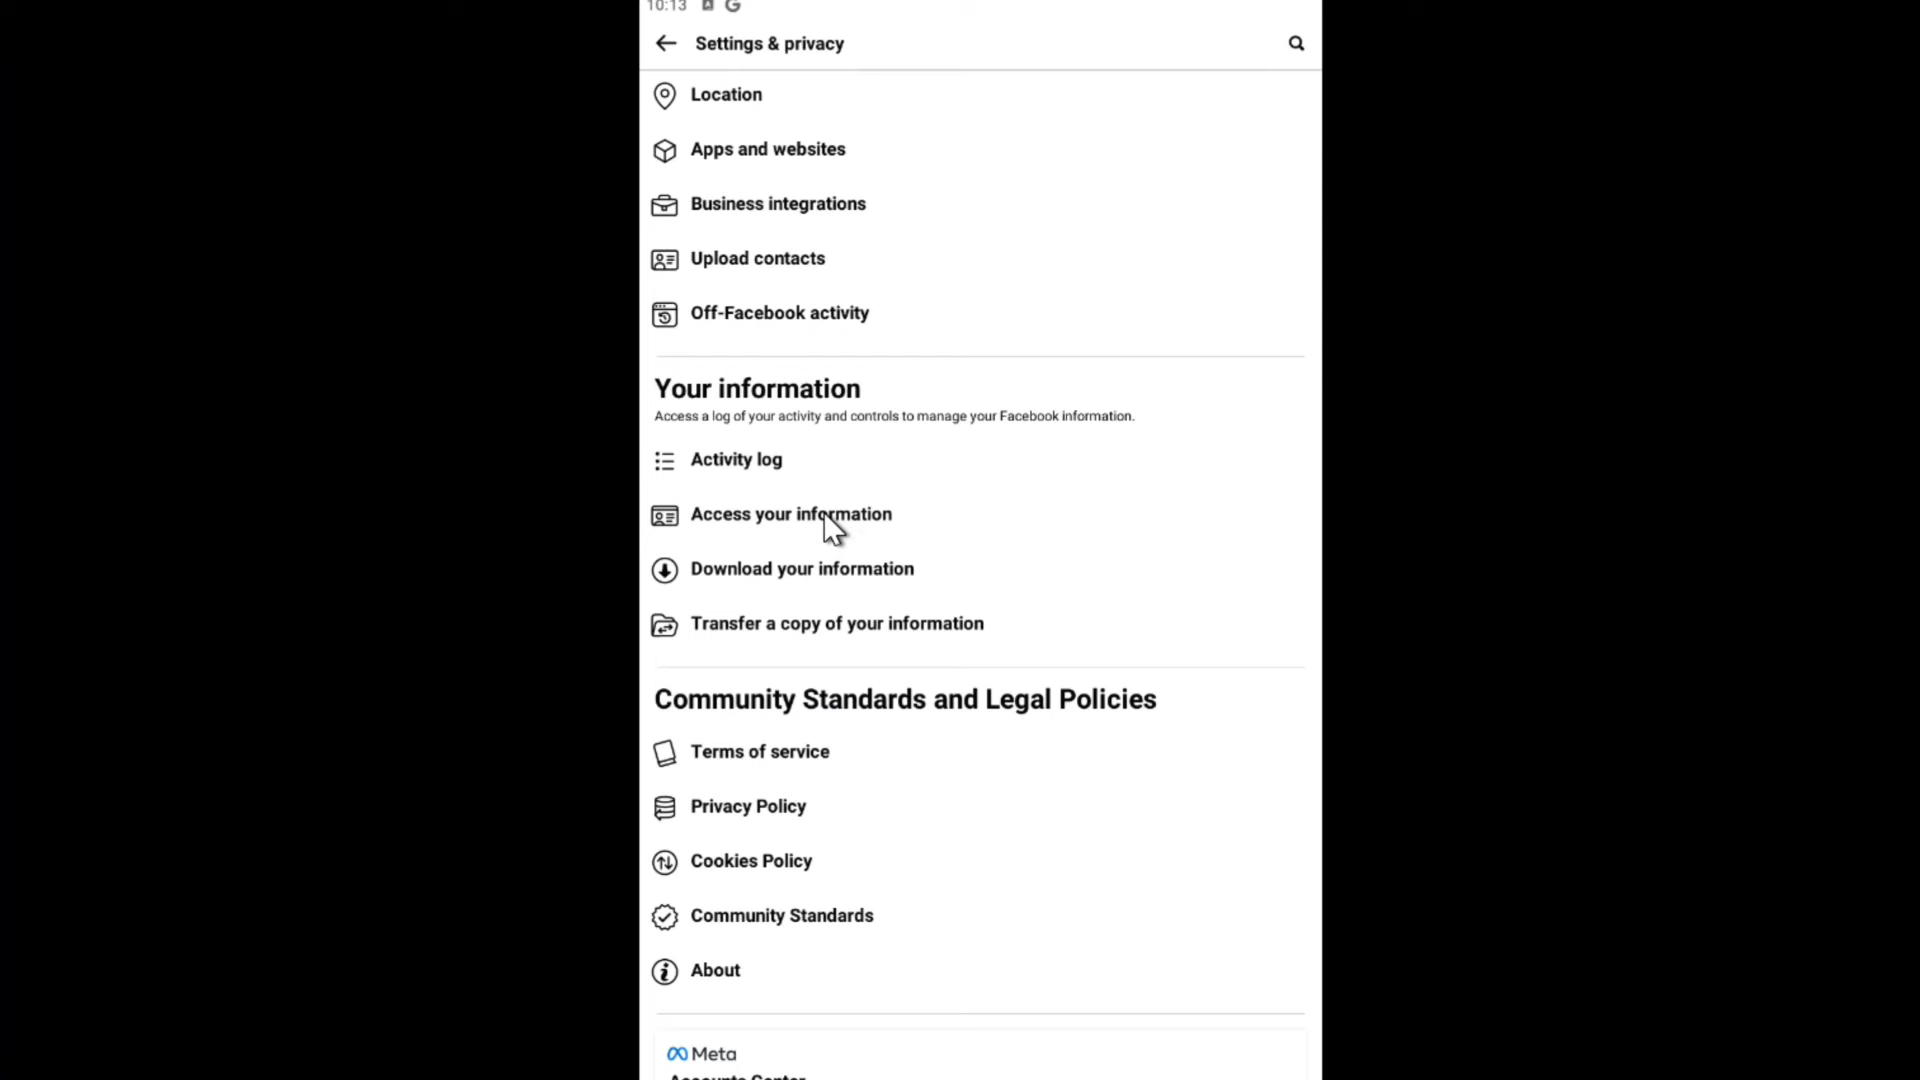 10:13
Settings & privacy
Location
Apps and websites
Business integrations
Upload contacts
Off-Facebook activity
Your information
Access a log of your activity and controls to manage your Facebook information.
Activity log
Access your information
Download your information
Transfer a copy of your information
Community Standards and Legal Policies
Terms of service
Privacy Policy
Cookies Policy
Community Standards
About
Meta
Accounts Center